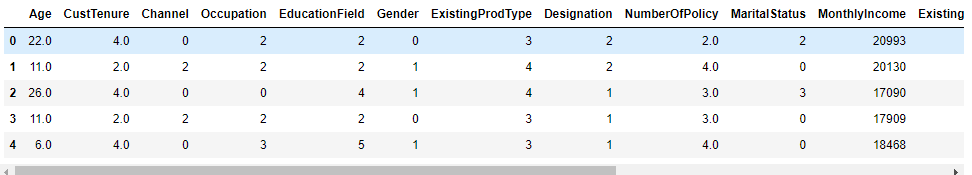 Age CustTenure Channel Occupation EducationField Gender ExistingProdType Designation NumberOfPolicy MaritalStatus MonthlyIncome Existing
0 22.0 4.0 0 2 2 0 3 2 2.0 2 20993
1 11.0 2.0 2 2 2 1 4 2 4.0 0 20130
2 26.0 4.0 0 0 4 1 4 1 3.0 3 17090
3 11.0 2.0 2 2 2 0 3 1 3.0 0 17909
4 6.0 4.0 0 3 5 1 3 1 4.0 0 18468